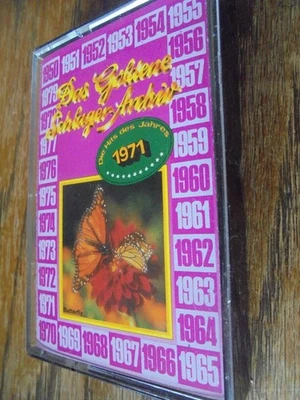 1950 1951 1952 1953 1954 1955
1979 1956
Das Goldene
1957
Schlager-Archiv
1958
1977
Die Hits des Jahres
1971
1959
1976 1960
1975 1961
1974
1973 1962
1972 1963
1971 1964
Butterfly
1970 1969 1968 1967 1966 1965